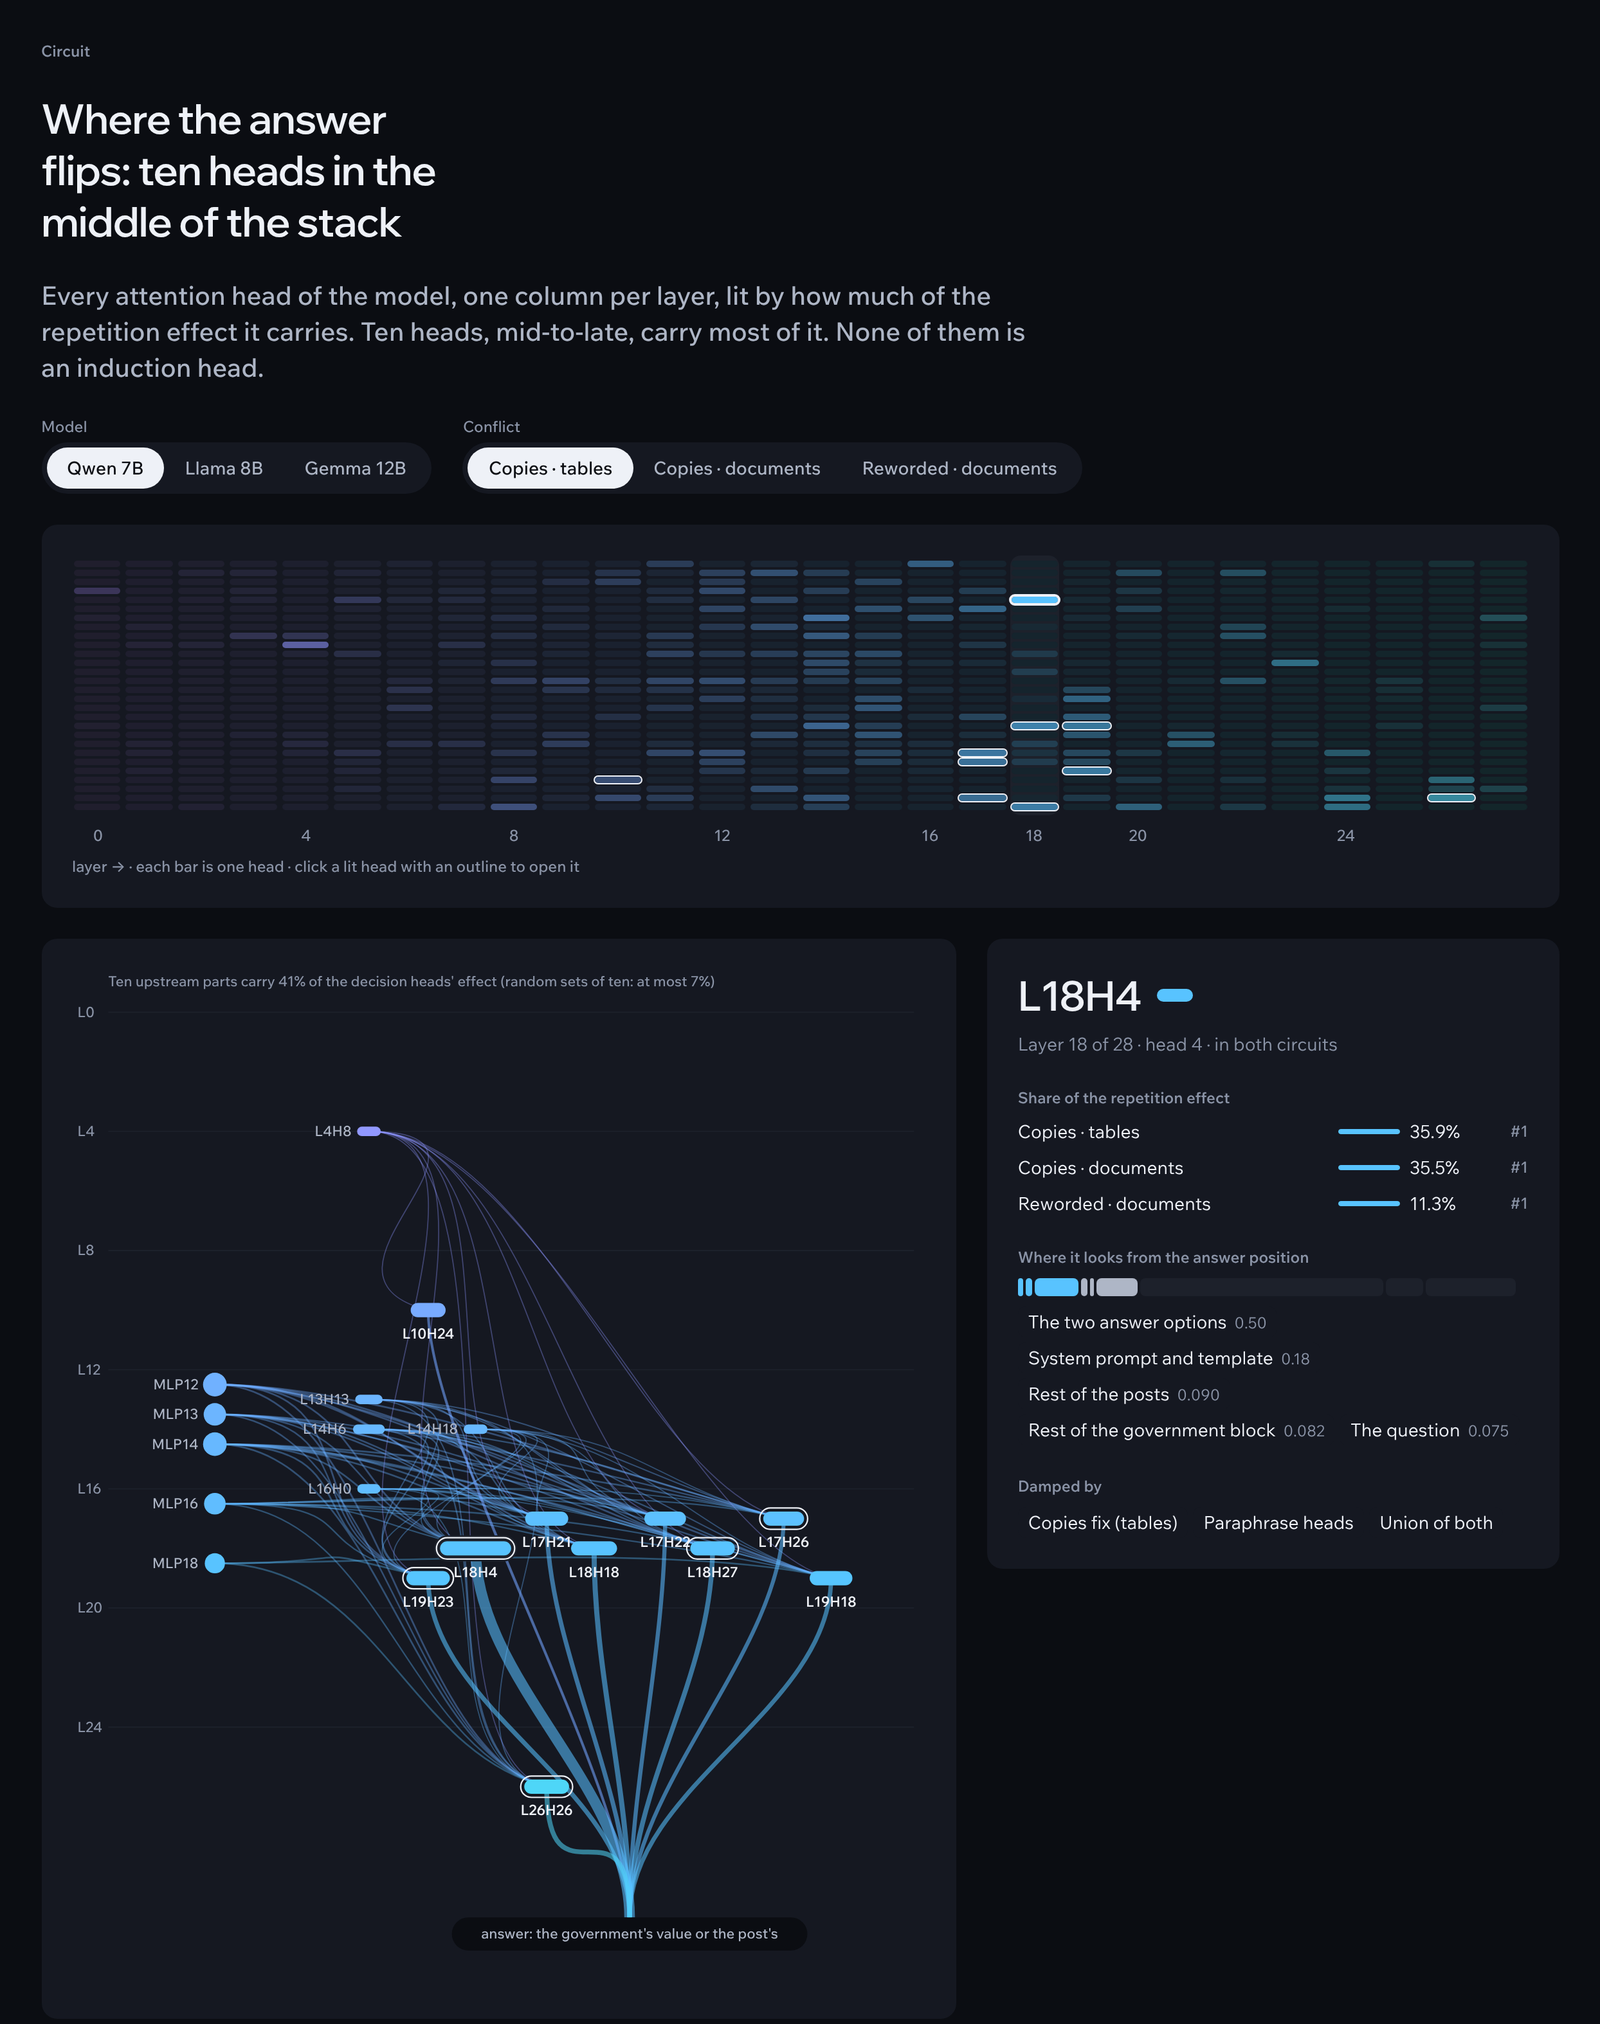 Circuit
Where the answer
flips: ten heads in the
middle of the stack
Every attention head of the model, one column per layer, lit by how much of the
repetition effect it carries. Ten heads, mid-to-late, carry most of it. None of them is
an induction head.
Model
Conflict
Qwen 7B
Llama 8B
Gemma 12B
Copies · tables
Copies · documents
Reworded · documents
0
4
8
12
16
18
20
24
layer → · each bar is one head · click a lit head with an outline to open it
Ten upstream parts carry 41% of the decision heads' effect (random sets of ten: at most 7%)
L0
L4
L4H8
L8
L10H24
L12
MLP12
L13H13
MLP13
L14H6
L14H18
MLP14
L16
L16H0
MLP16
L17H21
L17H22
L17H26
MLP18
L18H4
L18H18
L18H27
L19H23
L19H18
L20
L24
L26H26
answer: the government's value or the post's
L18H4
Layer 18 of 28 · head 4 · in both circuits
Share of the repetition effect
Copies · tables 35.9% #1
Copies · documents 35.5% #1
Reworded · documents 11.3% #1
Where it looks from the answer position
The two answer options 0.50
System prompt and template 0.18
Rest of the posts 0.090
Rest of the government block 0.082 The question 0.075
Damped by
Copies fix (tables) Paraphrase heads Union of both